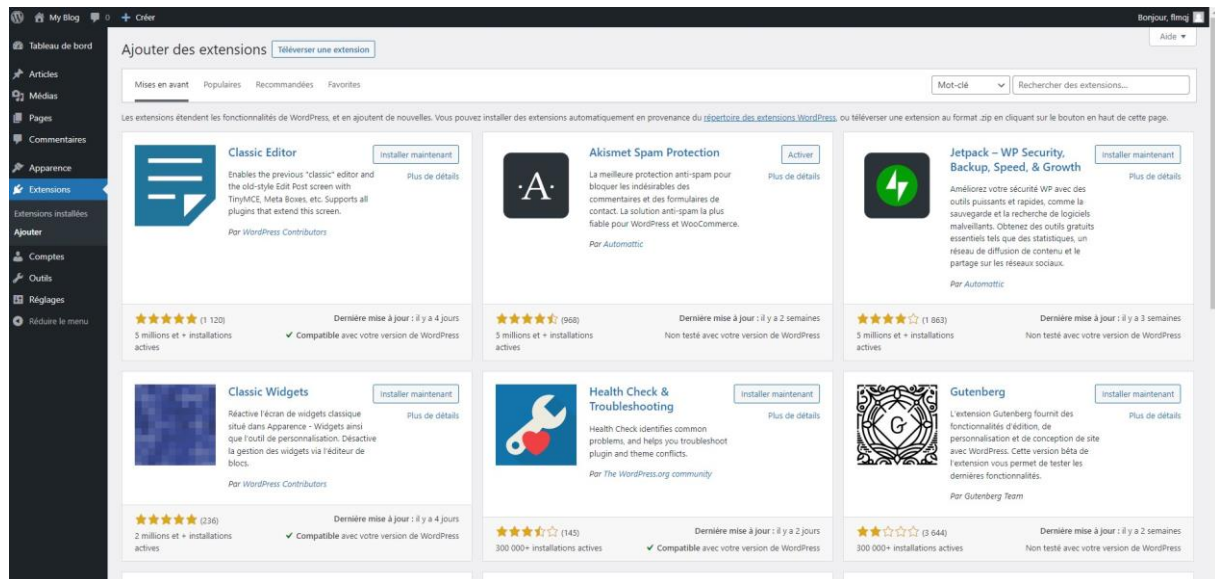 My Blog 0 + Créer
Bonjour, flmqj
Aide
Tableau de bord
Articles
Médias
Pages
Commentaires
Apparence
Extensions
Extensions installées
Ajouter
Comptes
Outils
Réglages
Réduire le menu
Ajouter des extensions Téléverser une extension
Mises en avant Populaires Recommandées Favorites
Mot-clé Rechercher des extensions...
Les extensions étendent les fonctionnalités de WordPress, et en ajoutent de nouvelles. Vous pouvez installer des extensions automatiquement en provenance du répertoire des extensions WordPress, ou téléverser une extension au format .zip en cliquant sur le bouton en haut de cette page.
Classic Editor
Installer maintenant
Plus de détails
Enables the previous "classic" editor and
the old-style Edit Post screen with
TinyMCE, Meta Boxes, etc. Supports all
plugins that extend this screen.
Par WordPress Contributors
(1 120)
Dernière mise à jour : il y a 4 jours
5 millions et + installations
actives
✔ Compatible avec votre version de WordPress
·A·
Akismet Spam Protection
Activer
Plus de détails
La meilleure protection anti-spam pour
bloquer les indésirables des
commentaires et des formulaires de
contact. La solution anti-spam la plus
fiable pour WordPress et WooCommerce.
Par Automattic
(968)
Dernière mise à jour : il y a 2 semaines
5 millions et + installations
actives
Non testé avec votre version de WordPress
Jetpack – WP Security,
Backup, Speed, & Growth
Installer maintenant
Plus de détails
Améliorez votre sécurité WP avec des
outils puissants et rapides, comme la
sauvegarde et la recherche de logiciels
malveillants. Obtenez des outils gratuits
essentiels tels que des statistiques, un
réseau de diffusion de contenu et le
partage sur les réseaux sociaux.
Par Automattic
(1 863)
Dernière mise à jour : il y a 3 semaines
5 millions et + installations
actives
Non testé avec votre version de WordPress
Classic Widgets
Installer maintenant
Plus de détails
Réactive l'écran de widgets classique
situé dans Apparence - Widgets ainsi
que l'outil de personnalisation. Désactive
la gestion des widgets via l'éditeur de
blocs.
Par WordPress Contributors
(236)
Dernière mise à jour : il y a 4 jours
2 millions et + installations
actives
✔ Compatible avec votre version de WordPress
Health Check &
Troubleshooting
Installer maintenant
Plus de détails
Health Check identifies common
problems, and helps you troubleshoot
plugin and theme conflicts.
Par The WordPress.org community
(145)
Dernière mise à jour : il y a 2 jours
300 000+ installations actives
✔ Compatible avec votre version de WordPress
G
Gutenberg
Installer maintenant
Plus de détails
L'extension Gutenberg fournit des
fonctionnalités d'édition, de
personnalisation et de conception de site
avec WordPress. Cette version bêta de
l'extension vous permet de tester les
dernières fonctionnalités.
Par Gutenberg Team
(3 644)
Dernière mise à jour : il y a 2 semaines
300 000+ installations actives
Non testé avec votre version de WordPress